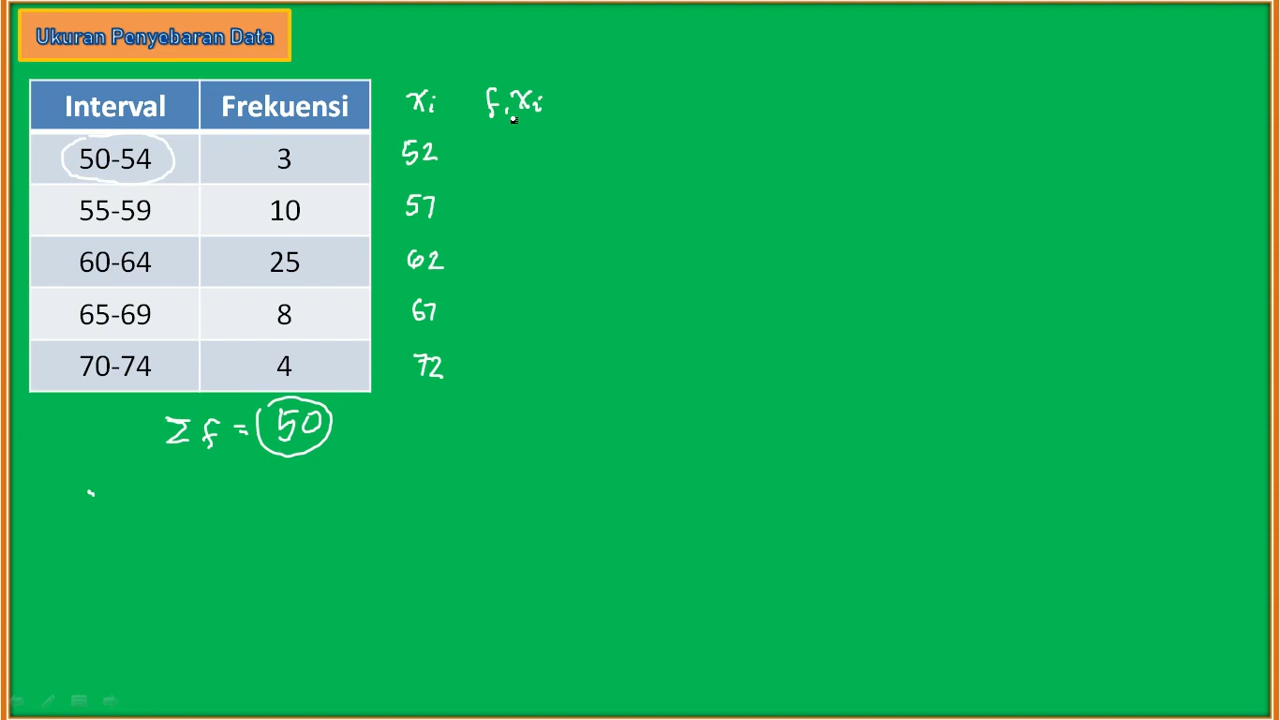 Ukuran Penyebaran Data
Interval Frekuensi xi f.xi
50-54 3 52
55-59 10 57
60-64 25 62
65-69 8 67
70-74 4 72
Σf = 50